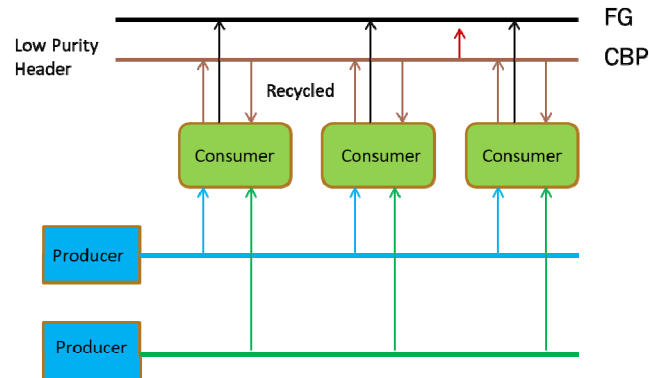 FG
Low Purity
Header
CBP
Recycled
Consumer
Consumer
Consumer
Producer
Producer